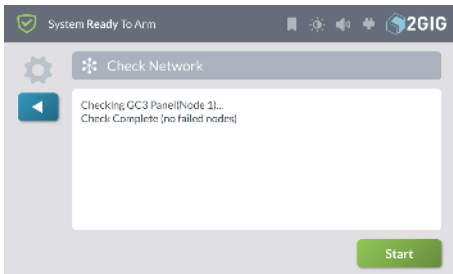 System Ready To Arm
2GIG
Check Network
Checking GC3 Panel(Node 1)...
Check Complete (no failed nodes)
Start